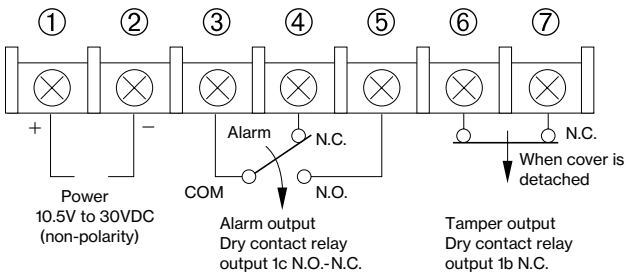 ① ② ③ ④ ⑤ ⑥ ⑦
+ −
Alarm
N.C.
COM
N.O.
N.C.
When cover is
detached
Power
10.5V to 30VDC
(non-polarity)
Alarm output
Dry contact relay
output 1c N.O.-N.C.
Tamper output
Dry contact relay
output 1b N.C.